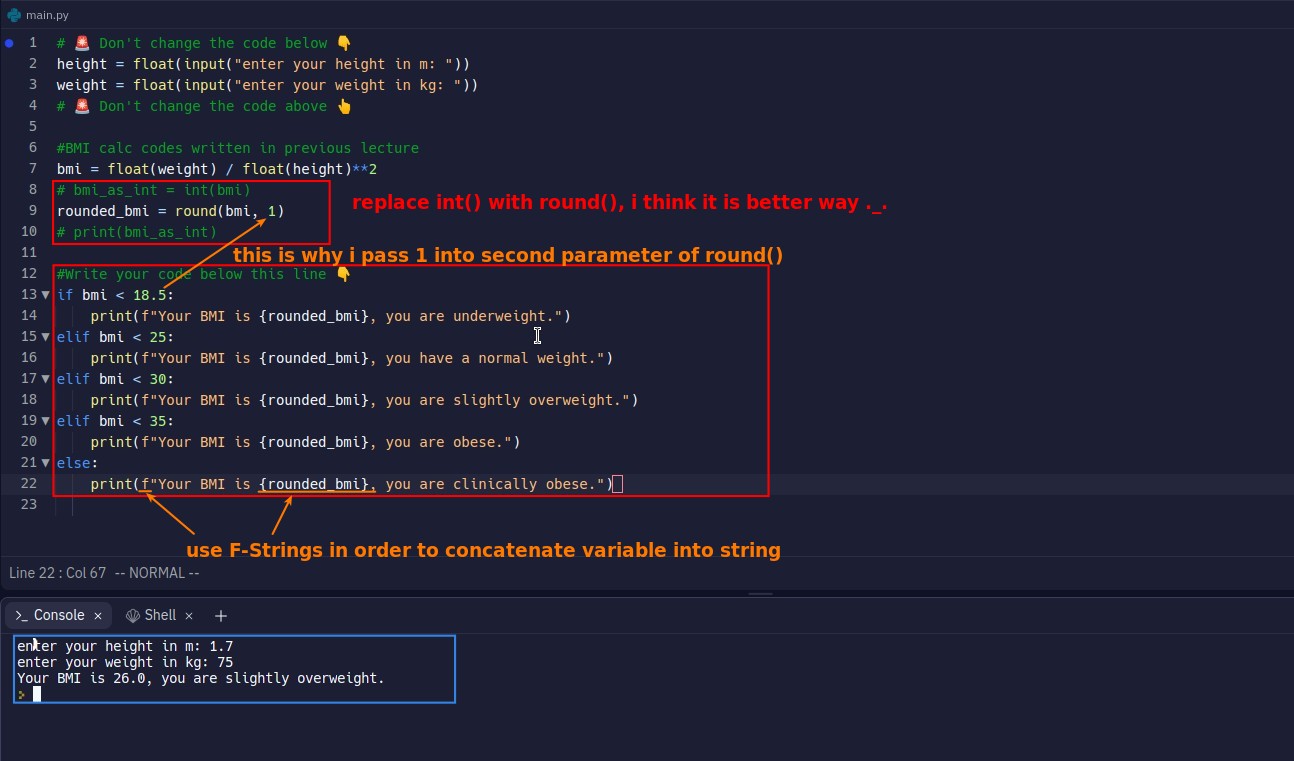 main.py
1 # 🚨 Don't change the code below 👇
2 height = float(input("enter your height in m: "))
3 weight = float(input("enter your weight in kg: "))
4 # 🚨 Don't change the code above 👆
5
6 #BMI calc codes written in previous lecture
7 bmi = float(weight) / float(height)**2
8 # bmi_as_int = int(bmi)
replace int() with round(), i think it is better way ._.
9 rounded_bmi = round(bmi, 1)
10 # print(bmi_as_int)
11
this is why i pass 1 into second parameter of round()
12 #Write your code below this line 👇
13 if bmi < 18.5:
14     print(f"Your BMI is {rounded_bmi}, you are underweight.")
15 elif bmi < 25:
16     print(f"Your BMI is {rounded_bmi}, you have a normal weight.")
17 elif bmi < 30:
18     print(f"Your BMI is {rounded_bmi}, you are slightly overweight.")
19 elif bmi < 35:
20     print(f"Your BMI is {rounded_bmi}, you are obese.")
21 else:
22     print(f"Your BMI is {rounded_bmi}, you are clinically obese.")
23
use F-Strings in order to concatenate variable into string
Line 22 : Col 67 -- NORMAL --
>_ Console × Shell × +
enter your height in m: 1.7
enter your weight in kg: 75
Your BMI is 26.0, you are slightly overweight.
>